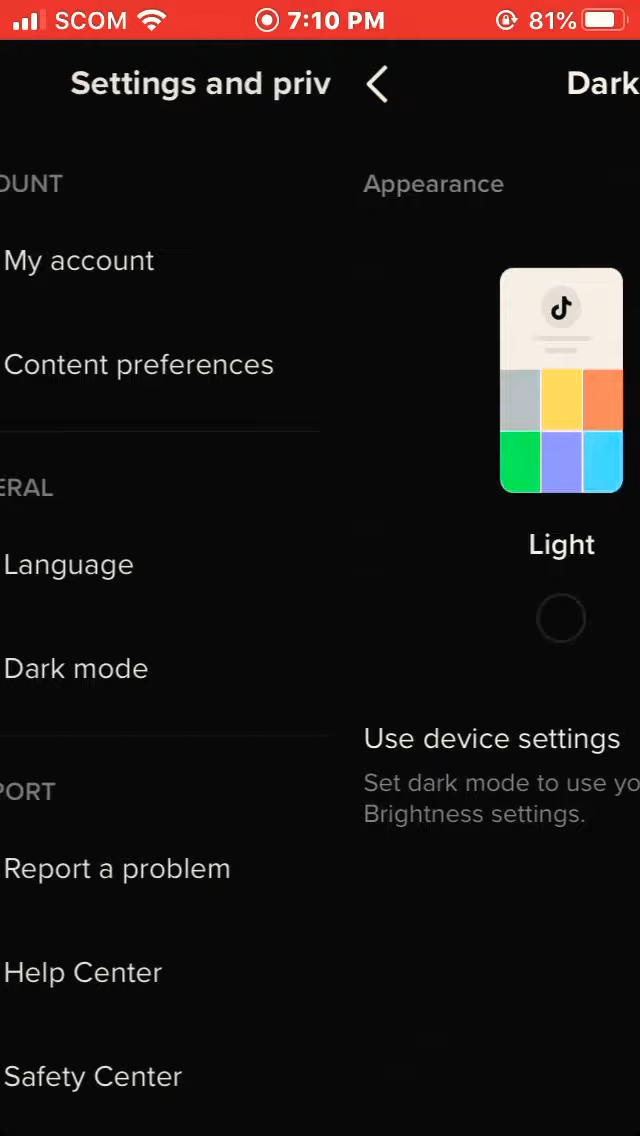 SCOM 7:10 PM 81%
Settings and priv
OUNT
My account
Content preferences
ERAL
Language
Dark mode
PORT
Report a problem
Help Center
Safety Center
Dark
Appearance
Light
Use device settings
Set dark mode to use yo
Brightness settings.